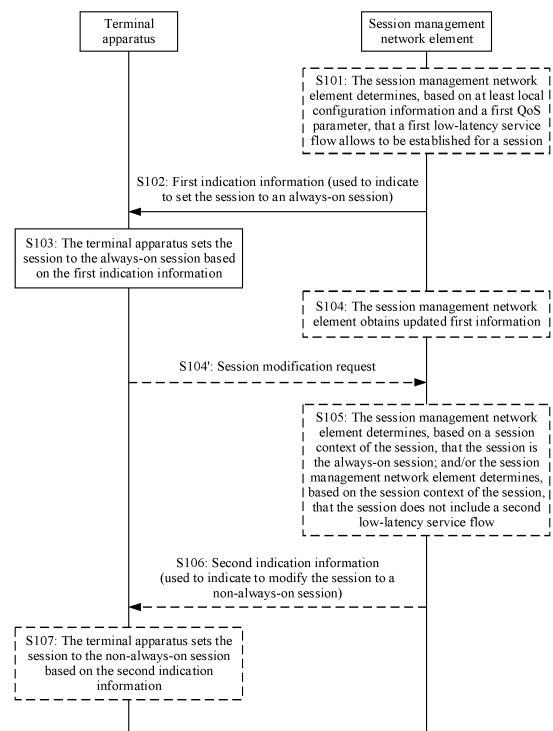 Terminal
apparatus
Session management
network element
S101: The session management network
element determines, based on at least local
configuration information and a first QoS
parameter, that a first low-latency service
flow allows to be established for a session
S102: First indication information (used to indicate
to set the session to an always-on session)
S103: The terminal apparatus sets the
session to the always-on session based
on the first indication information
S104: The session management network
element obtains updated first information
S104': Session modification request
S105: The session management network
element determines, based on a session
context of the session, that the session is
the always-on session; and/or the session
management network element determines,
based on the session context of the session,
that the session does not include a second
low-latency service flow
S106: Second indication information
(used to indicate to modify the session to a
non-always-on session)
S107: The terminal apparatus sets the
session to the non-always-on session
based on the second indication
information